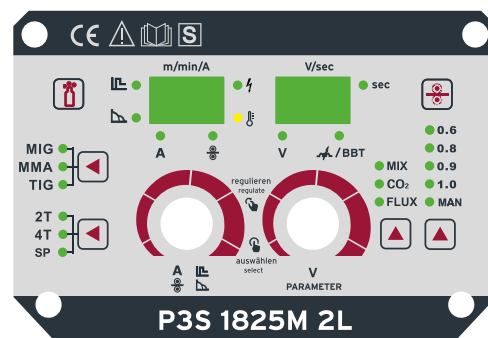 CE S
m/min/A V/sec
sec
A V /BBT
0.6
0.8
0.9
1.0
MAN
MIG
MMA
TIG
MIX
CO₂
FLUX
2T
4T
SP
regulieren
regulate
auswählen
select
A
V
PARAMETER
P3S 1825M 2L